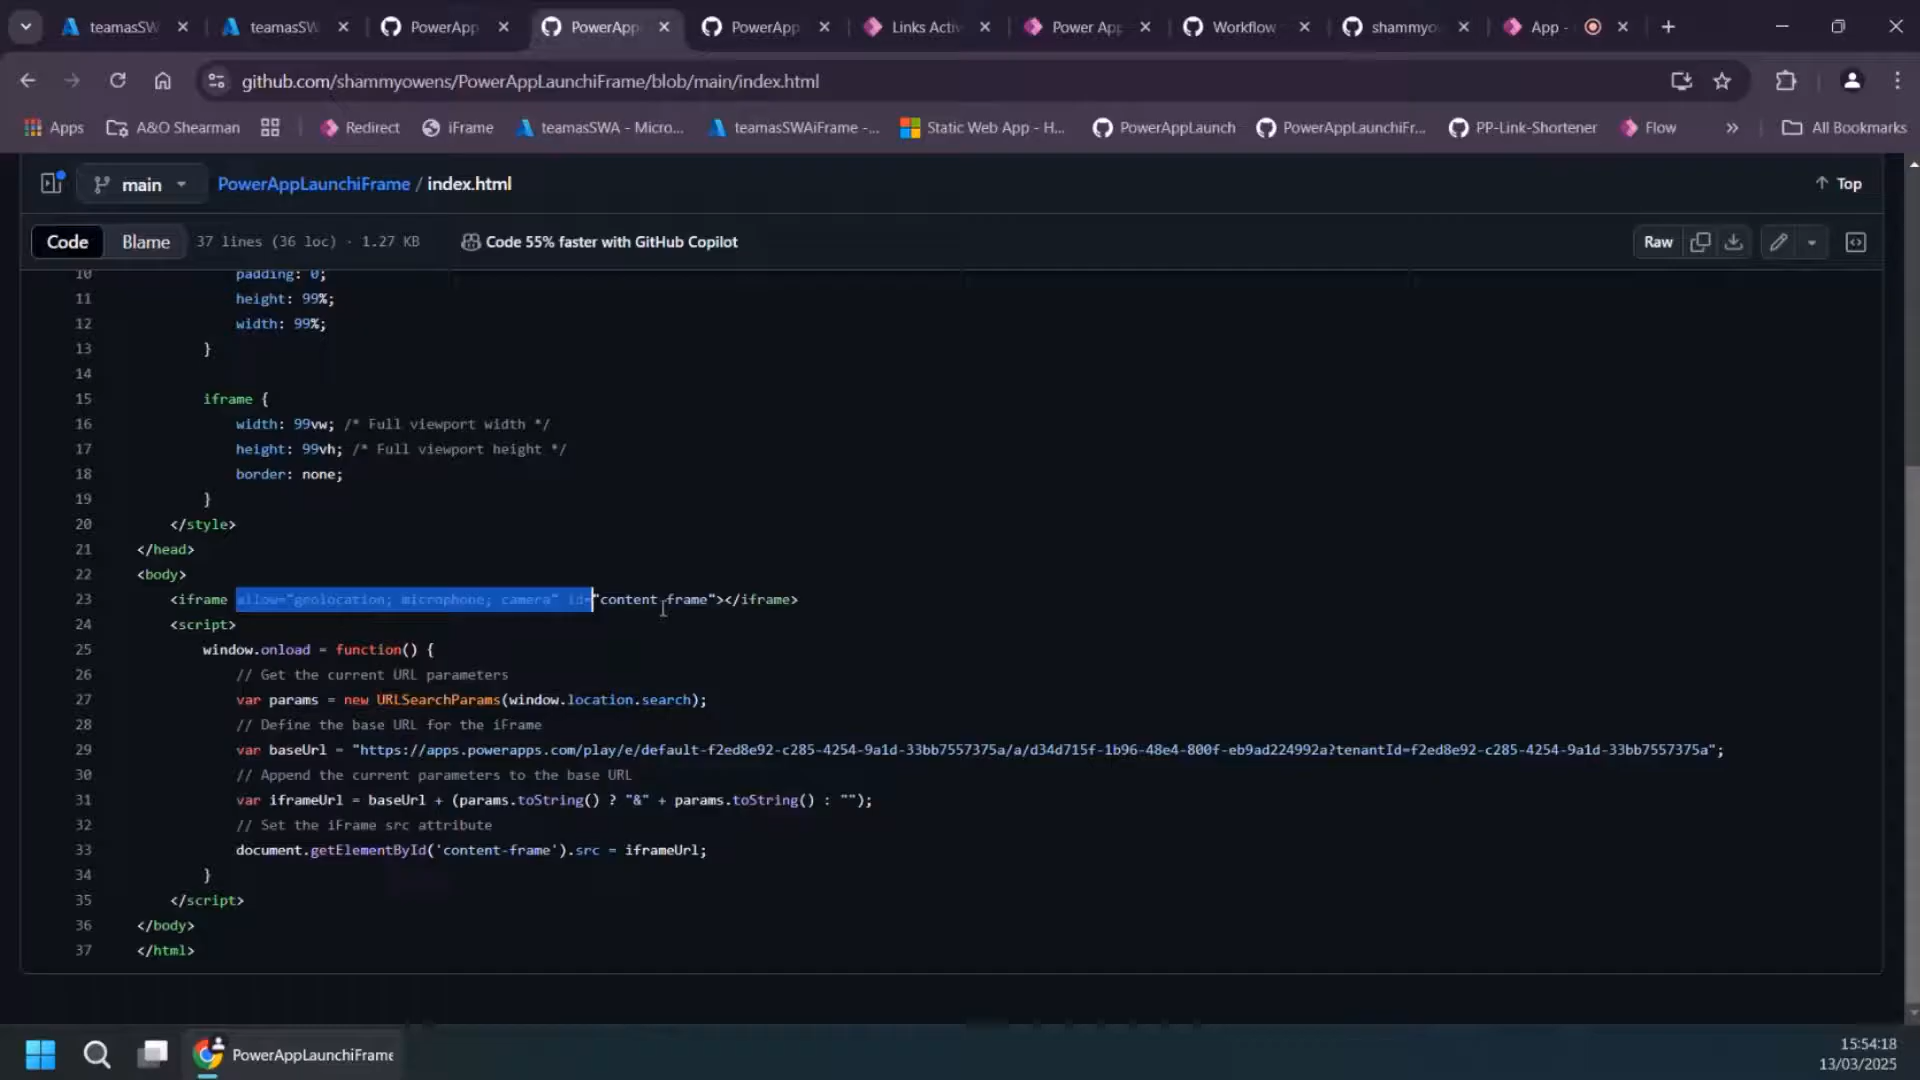 teamasSW
teamasSW
PowerApp
PowerApp
PowerApp
Links Activ
Power App
Workflow
shammyo
App -
github.com/shammyowens/PowerAppLaunchiFrame/blob/main/index.html
Apps
A&O Shearman
Redirect
iFrame
teamasSWA - Micro...
teamasSWAiFrame -...
Static Web App - H...
PowerAppLaunch
PowerAppLaunchiFr...
PP-Link-Shortener
Flow
»
All Bookmarks
main
PowerAppLaunchiFrame / index.html
Top
Code
Blame
37 lines (36 loc) · 1.27 KB
Code 55% faster with GitHub Copilot
Raw
10 padding: 0;
11 height: 99%;
12 width: 99%;
13 }
14
15 iframe {
16 width: 99vw; /* Full viewport width */
17 height: 99vh; /* Full viewport height */
18 border: none;
19 }
20 </style>
21 </head>
22 <body>
23 <iframe allow="geolocation; microphone; camera" id="content-frame"></iframe>
24 <script>
25 window.onload = function() {
26 // Get the current URL parameters
27 var params = new URLSearchParams(window.location.search);
28 // Define the base URL for the iFrame
29 var baseUrl = "https://apps.powerapps.com/play/e/default-f2ed8e92-c285-4254-9a1d-33bb7557375a/a/d34d715f-1b96-48e4-800f-eb9ad224992a?tenantId=f2ed8e92-c285-4254-9a1d-33bb7557375a";
30 // Append the current parameters to the base URL
31 var iframeUrl = baseUrl + (params.toString() ? "&" + params.toString() : "");
32 // Set the iFrame src attribute
33 document.getElementById('content-frame').src = iframeUrl;
34 }
35 </script>
36 </body>
37 </html>
PowerAppLaunchiFrame
15:54:18
13/03/2025